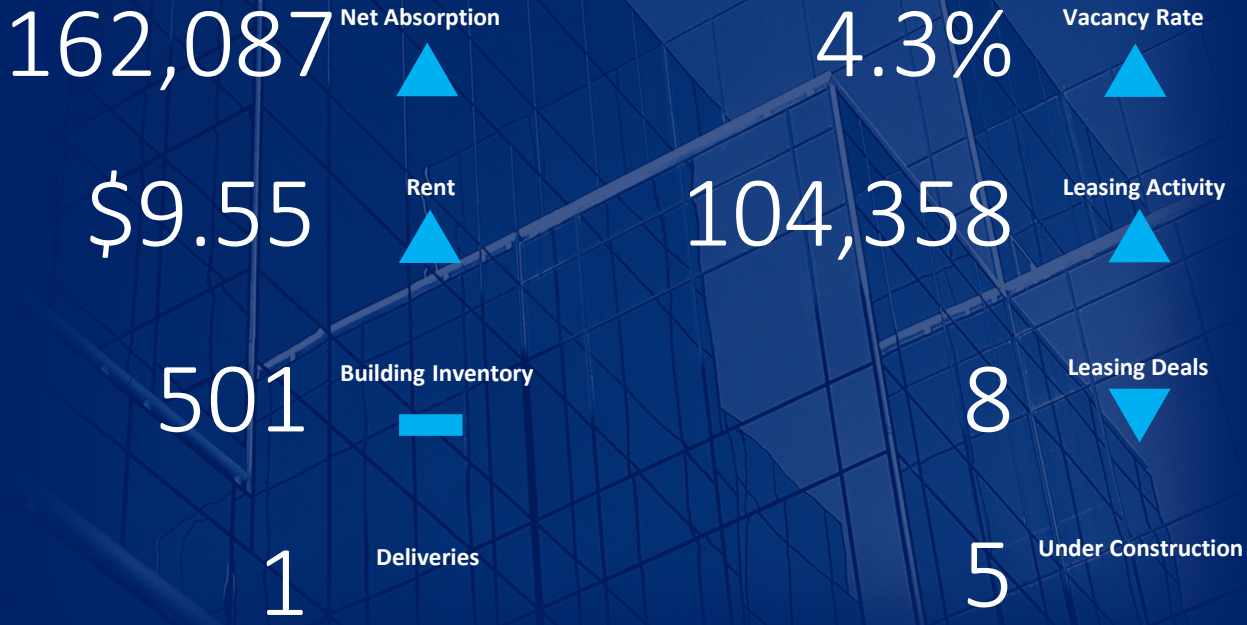 162,087
Net Absorption
4.3%
Vacancy Rate
$9.55
Rent
104,358
Leasing Activity
501
Building Inventory
8
Leasing Deals
1
Deliveries
5
Under Construction